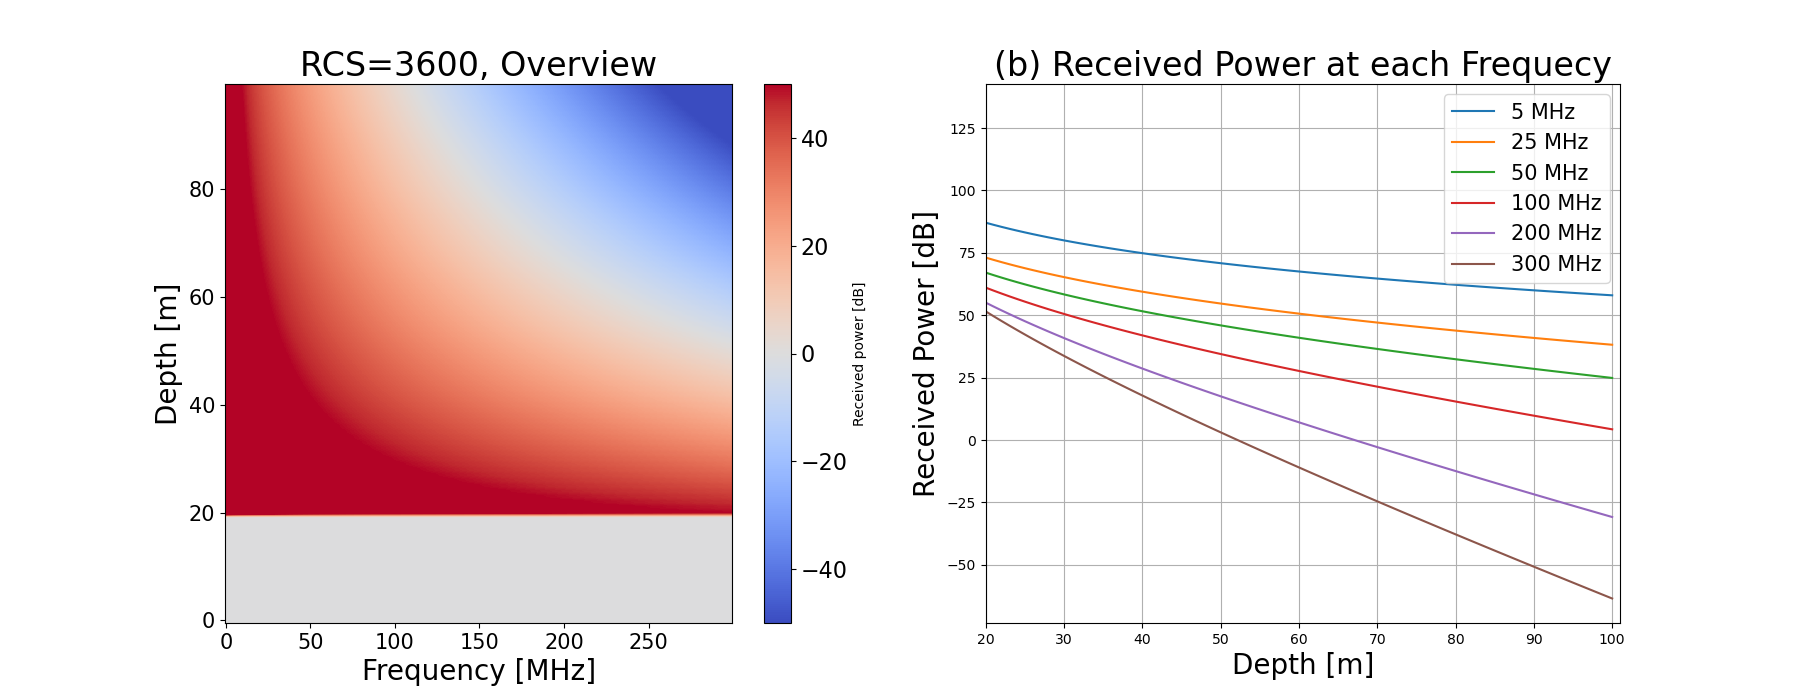 RCS=3600, Overview
80
60
40
20
0
Depth [m]
0 50 100 150 200 250
Frequency [MHz]
40
20
0
−20
−40
Received power [dB]
(b) Received Power at each Frequecy
125
100
75
50
25
0
−25
−50
Received Power [dB]
20 30 40 50 60 70 80 90 100
Depth [m]
5 MHz
25 MHz
50 MHz
100 MHz
200 MHz
300 MHz